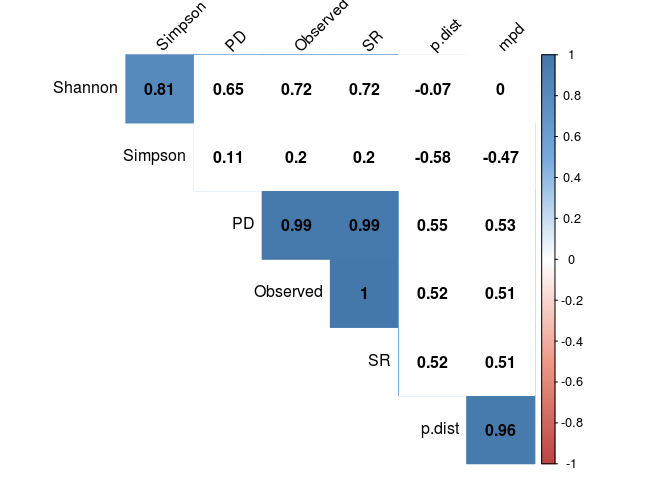 Simpson PD Observed SR p.dist mpd
Shannon 0.81 0.65 0.72 0.72 -0.07 0
Simpson 0.11 0.2 0.2 -0.58 -0.47
PD 0.99 0.99 0.55 0.53
Observed 1 0.52 0.51
SR 0.52 0.51
p.dist 0.96
1
0.8
0.6
0.4
0.2
0
-0.2
-0.4
-0.6
-0.8
-1